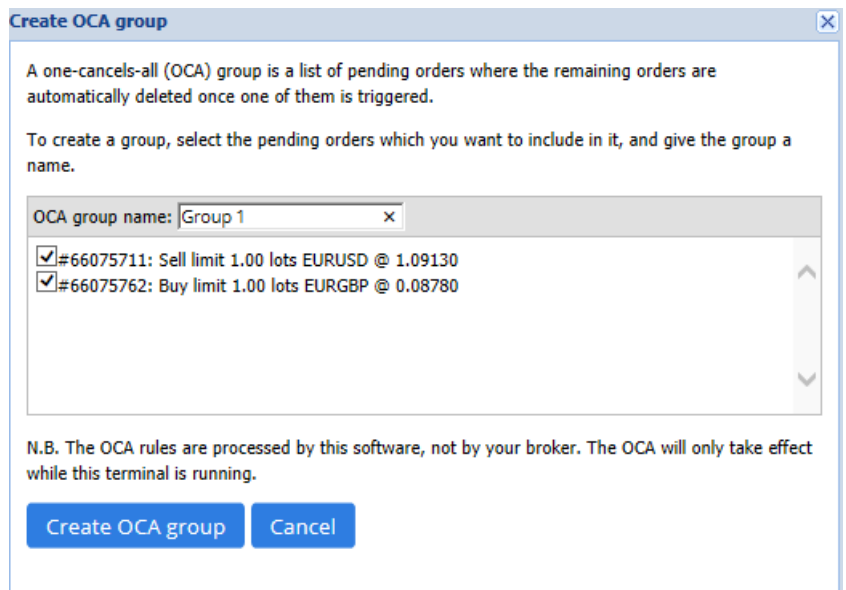 Create OCA group
A one-cancels-all (OCA) group is a list of pending orders where the remaining orders are
automatically deleted once one of them is triggered.
To create a group, select the pending orders which you want to include in it, and give the group a
name.
OCA group name: Group 1
#66075711: Sell limit 1.00 lots EURUSD @ 1.09130
#66075762: Buy limit 1.00 lots EURGBP @ 0.08780
N.B. The OCA rules are processed by this software, not by your broker. The OCA will only take effect
while this terminal is running.
Create OCA group Cancel